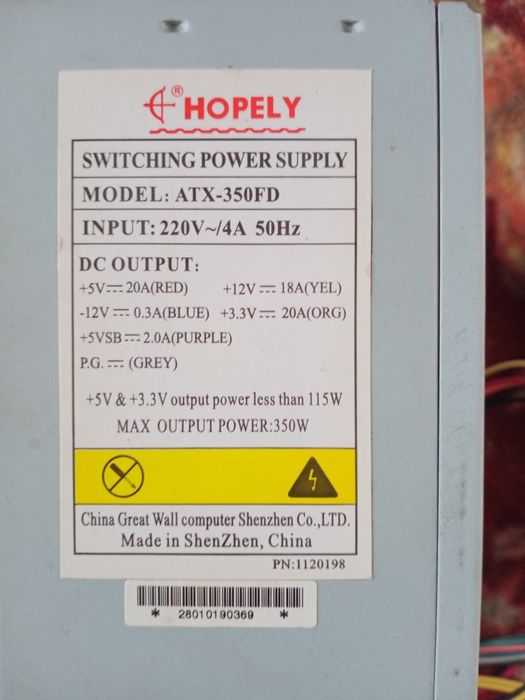 ® HOPELY
SWITCHING POWER SUPPLY
MODEL: ATX-350FD
INPUT: 220V~/4A 50Hz
DC OUTPUT:
+5V⎓20A(RED) +12V⎓18A(YEL)
-12V⎓0.3A(BLUE) +3.3V⎓20A(ORG)
+5VSB⎓2.0A(PURPLE)
P.G.⎓(GREY)
+5V & +3.3V output power less than 115W
MAX OUTPUT POWER:350W
China Great Wall computer Shenzhen Co.,LTD.
Made in ShenZhen, China
PN:1120198
* 28010190369 *